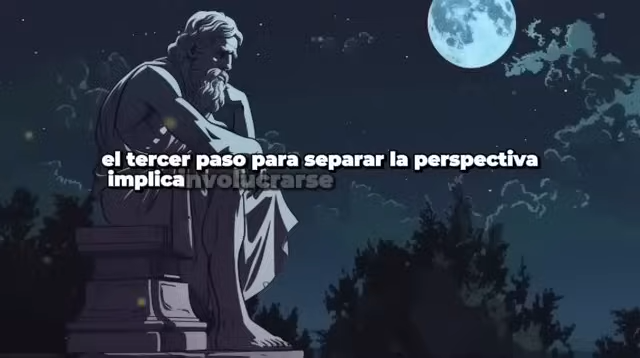 el tercer paso para separar la perspectiva
implica involucrarse